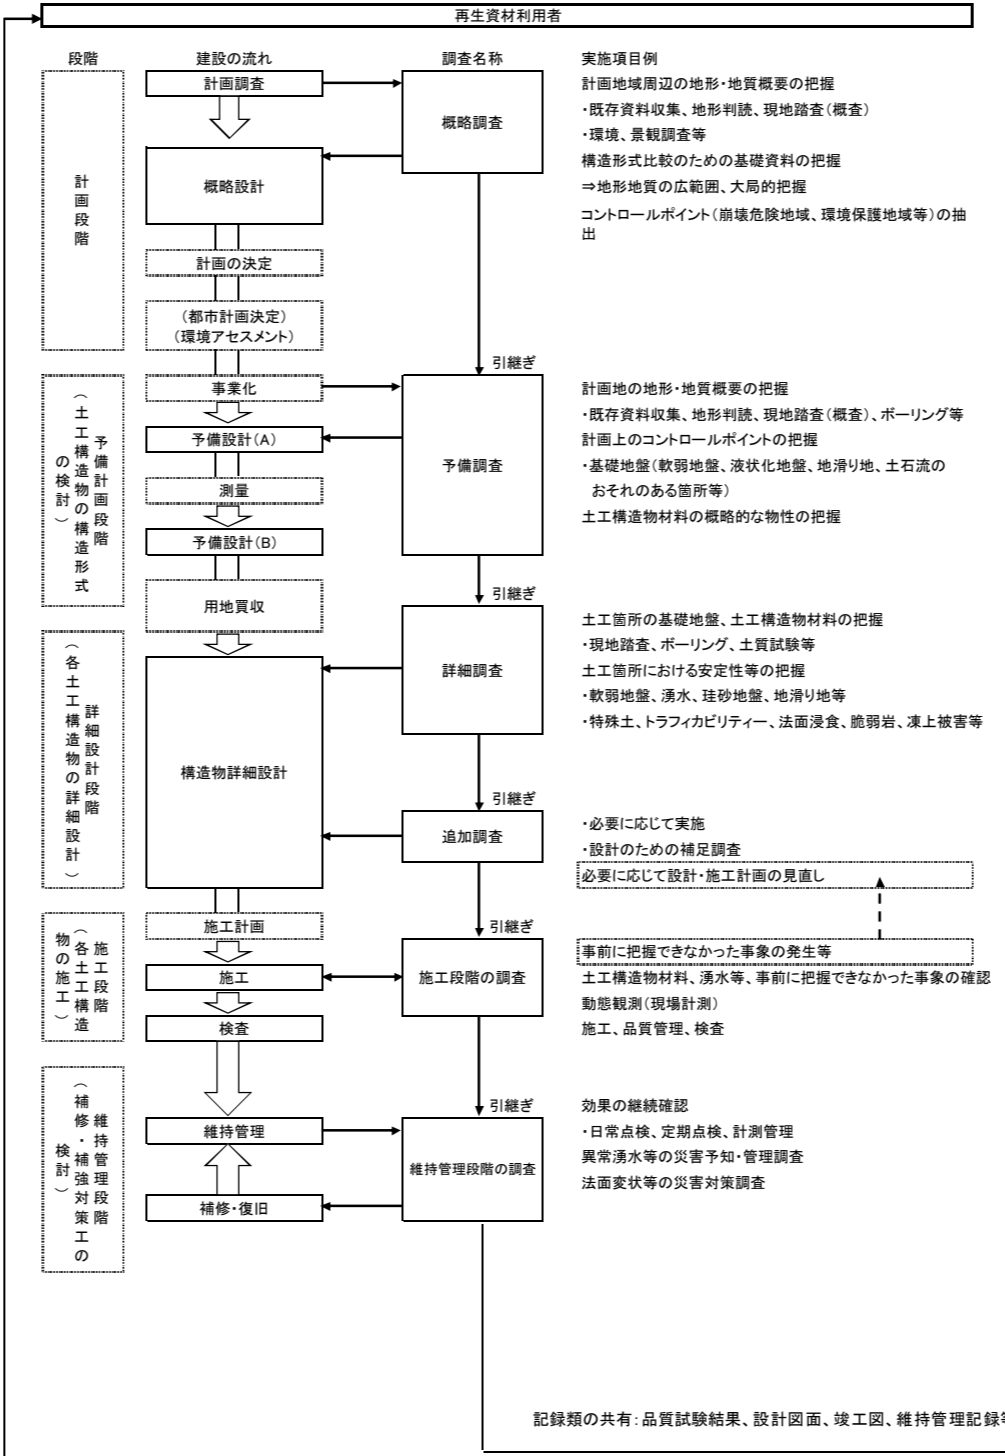 再生資材利用者
段階
建設の流れ
調査名称
実施項目例
計画段階
計画調査
概略設計
計画の決定
（都市計画決定）
（環境アセスメント）
概略調査
計画地域周辺の地形・地質概要の把握
・既存資料収集、地形判読、現地踏査（概査）
・環境、景観調査等
構造形式比較のための基礎資料の把握
⇒地形地質の広範囲、大局的把握
コントロールポイント（崩壊危険地域、環境保護地域等）の抽
出
引継ぎ
予備計画段階
（土工構造物の構造形式
の検討）
事業化
予備設計（A）
測量
予備設計（B）
用地買収
予備調査
計画地の地形・地質概要の把握
・既存資料収集、地形判読、現地踏査（概査）、ボーリング等
計画上のコントロールポイントの把握
・基礎地盤（軟弱地盤、液状化地盤、地滑り地、土石流の
おそれのある箇所等）
土工構造物材料の概略的な物性の把握
引継ぎ
詳細設計段階
（各土工構造物の詳細設計）
構造物詳細設計
詳細調査
土工箇所の基礎地盤、土工構造物材料の把握
・現地踏査、ボーリング、土質試験等
土工箇所における安定性等の把握
・軟弱地盤、湧水、珪砂地盤、地滑り地等
・特殊土、トラフィカビリティー、法面浸食、脆弱岩、凍上被害等
引継ぎ
追加調査
・必要に応じて実施
・設計のための補足調査
必要に応じて設計・施工計画の見直し
引継ぎ
施工段階
（各土工構造
物の施工）
施工計画
施工
検査
施工段階の調査
事前に把握できなかった事象の発生等
土工構造物材料、湧水等、事前に把握できなかった事象の確認
動態観測（現場計測）
施工、品質管理、検査
引継ぎ
維持管理段階
（補修・補強対策工の
検討）
維持管理
補修・復旧
維持管理段階の調査
効果の継続確認
・日常点検、定期点検、計測管理
異常湧水等の災害予知・管理調査
法面変状等の災害対策調査
記録類の共有：品質試験結果、設計図面、竣工図、維持管理記録